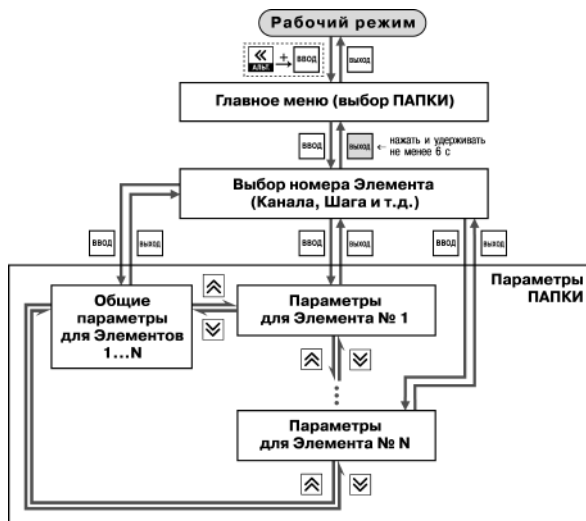 Рабочий режим
АЛЬТ. + ВВОД
ВЫХОД
Главное меню (выбор ПАПКИ)
ВВОД
ВЫХОД
нажать и удерживать
не менее 6 с
Выбор номера Элемента
(Канала, Шага и т.д.)
ВВОД
ВЫХОД
ВВОД
ВЫХОД
ВВОД
ВЫХОД
Параметры
ПАПКИ
Общие
параметры
для Элементов
1...N
Параметры
для Элемента № 1
Параметры
для Элемента № N